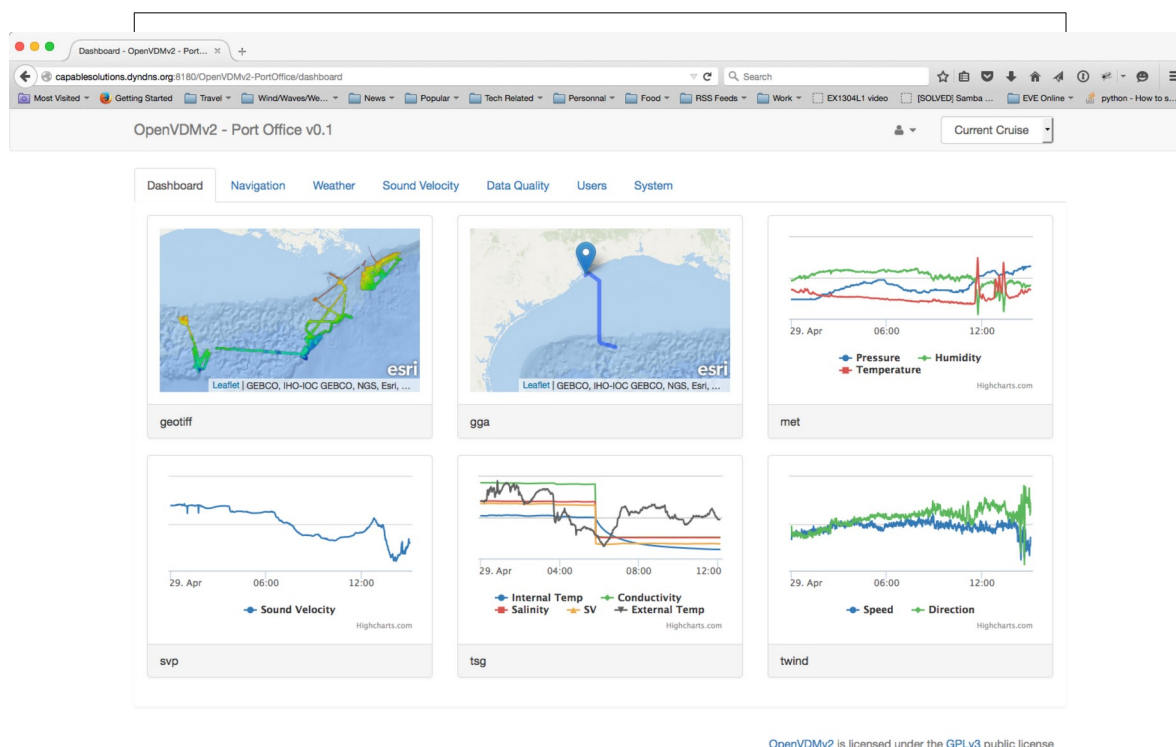 Dashboard - OpenVDMv2 - Port...
capablesolutions.dyndns.org:8180/OpenVDMv2-PortOffice/dashboard
Search
Most Visited Getting Started Travel Wind/Waves/We... News Popular Tech Related Personnal Food RSS Feeds Work EX1304L1 video [SOLVED] Samba ... EVE Online python - How to s...
OpenVDMv2 - Port Office v0.1
Current Cruise
Dashboard Navigation Weather Sound Velocity Data Quality Users System
esri
Leaflet | GEBCO, IHO-IOC GEBCO, NGS, Esri, ...
geotiff
esri
Leaflet | GEBCO, IHO-IOC GEBCO, NGS, Esri, ...
gga
29. Apr 06:00 12:00
Pressure Humidity
Temperature
Highcharts.com
met
29. Apr 06:00 12:00
Sound Velocity
Highcharts.com
svp
29. Apr 04:00 08:00 12:00
Internal Temp Conductivity
Salinity SV External Temp
Highcharts.com
tsg
29. Apr 06:00 12:00
Speed Direction
Highcharts.com
twind
OpenVDMv2 is licensed under the GPLv3 public license